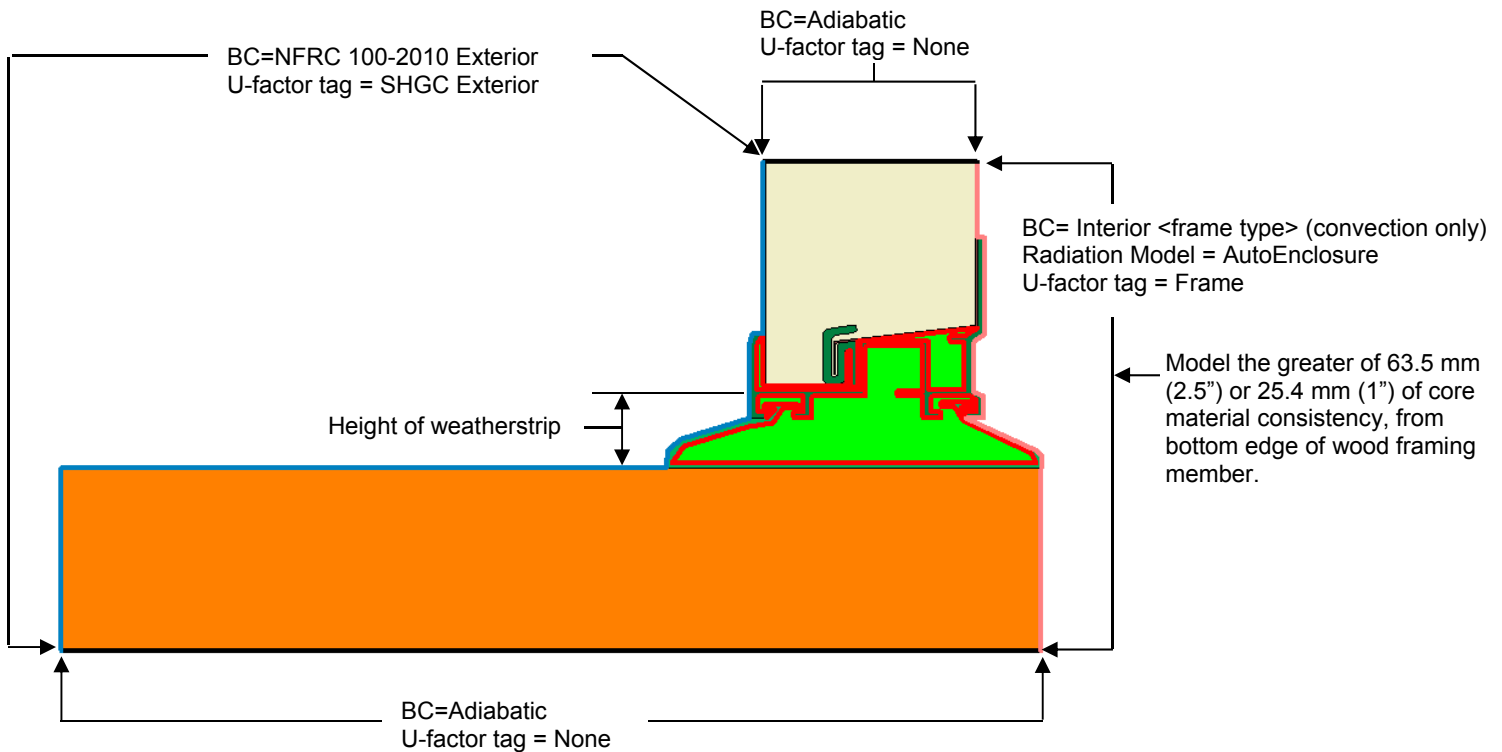 BC=Adiabatic
U-factor tag = None
BC=NFRC 100-2010 Exterior
U-factor tag = SHGC Exterior
BC= Interior <frame type> (convection only)
Radiation Model = AutoEnclosure
U-factor tag = Frame
Model the greater of 63.5 mm
(2.5”) or 25.4 mm (1”) of core
material consistency, from
bottom edge of wood framing
member.
Height of weatherstrip
BC=Adiabatic
U-factor tag = None